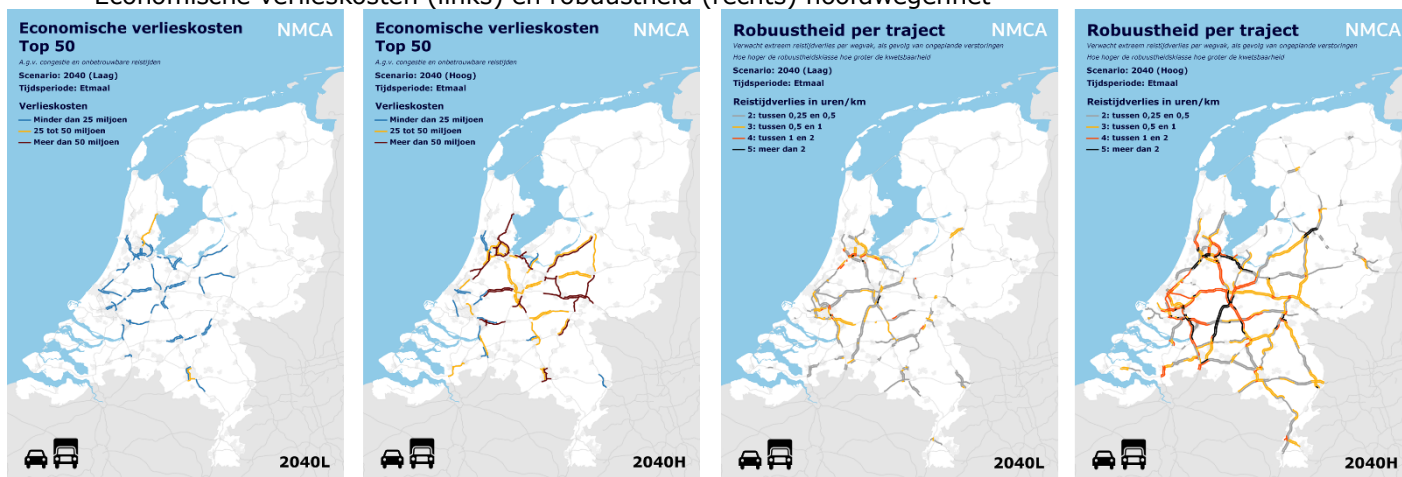 Economische verlieskosten (links) en robuustheid (rechts) hoofdwegennet
Economische verlieskosten
Top 50
NMCA
A.g.v. congestie en onbetrouwbare reistijden
Scenario: 2040 (Laag)
Tijdsperiode: Etmaal
Verlieskosten
Minder dan 25 miljoen
25 tot 50 miljoen
Meer dan 50 miljoen
2040L
Economische verlieskosten
Top 50
NMCA
A.g.v. congestie en onbetrouwbare reistijden
Scenario: 2040 (Hoog)
Tijdsperiode: Etmaal
Verlieskosten
Minder dan 25 miljoen
25 tot 50 miljoen
Meer dan 50 miljoen
2040H
Robuustheid per traject
NMCA
Verwacht extreem reistijdverlies per wegvak, als gevolg van ongeplande verstoringen
Hoe hoger de robuustheidsklasse hoe groter de kwetsbaarheid
Scenario: 2040 (Laag)
Tijdsperiode: Etmaal
Reistijdverlies in uren/km
2: tussen 0,25 en 0,5
3: tussen 0,5 en 1
4: tussen 1 en 2
5: meer dan 2
2040L
Robuustheid per traject
NMCA
Verwacht extreem reistijdverlies per wegvak, als gevolg van ongeplande verstoringen
Hoe hoger de robuustheidsklasse hoe groter de kwetsbaarheid
Scenario: 2040 (Hoog)
Tijdsperiode: Etmaal
Reistijdverlies in uren/km
2: tussen 0,25 en 0,5
3: tussen 0,5 en 1
4: tussen 1 en 2
5: meer dan 2
2040H